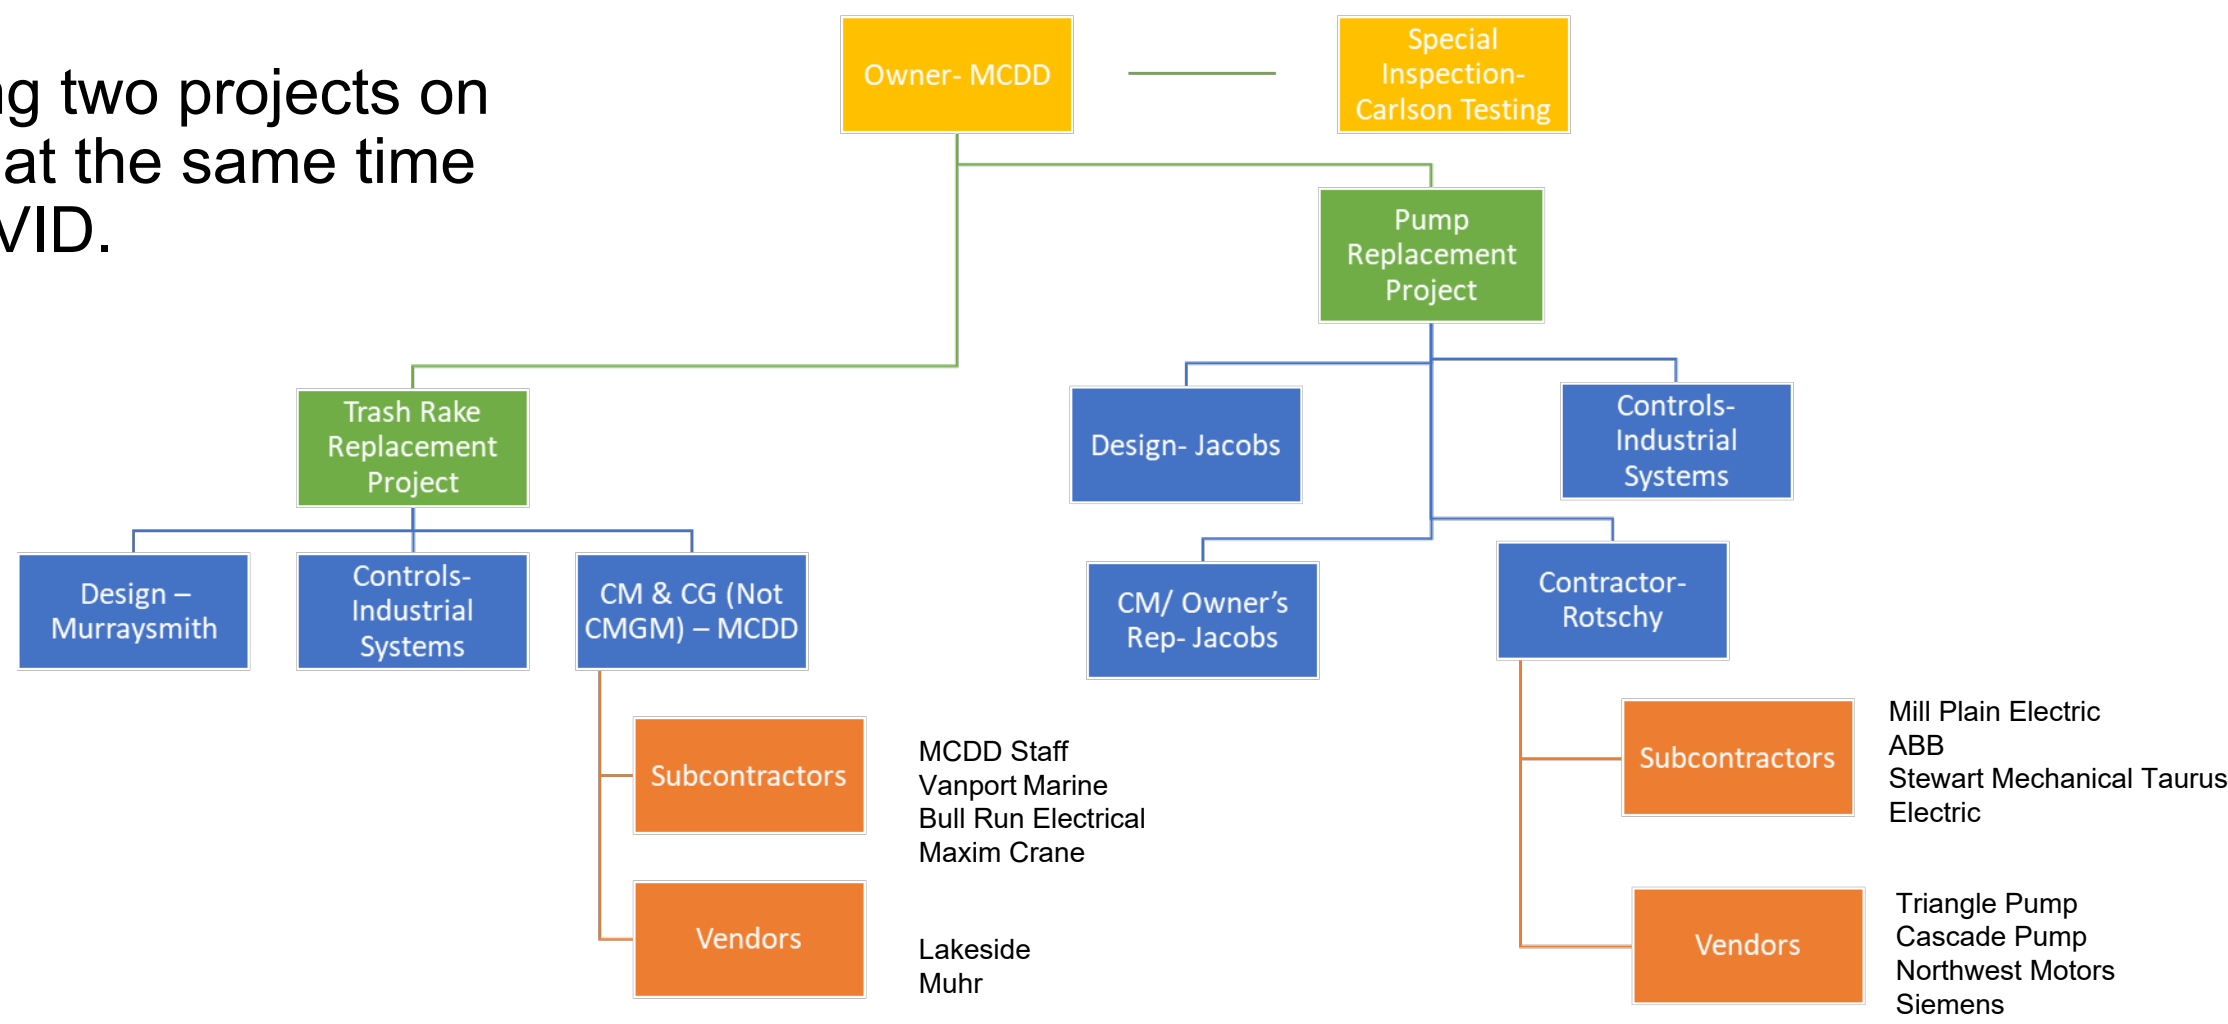 ng two projects on
at the same time
VID.
Owner- MCDD
Special
Inspection-
Carlson Testing
Pump
Replacement
Project
Trash Rake
Replacement
Project
Design- Jacobs
Controls-
Industrial
Systems
Design –
Murraysmith
Controls-
Industrial
Systems
CM & CG (Not
CMGM) – MCDD
CM/ Owner’s
Rep- Jacobs
Contractor-
Rotschy
Subcontractors
MCDD Staff
Vanport Marine
Bull Run Electrical
Maxim Crane
Subcontractors
Mill Plain Electric
ABB
Stewart Mechanical Taurus
Electric
Vendors
Lakeside
Muhr
Vendors
Triangle Pump
Cascade Pump
Northwest Motors
Siemens